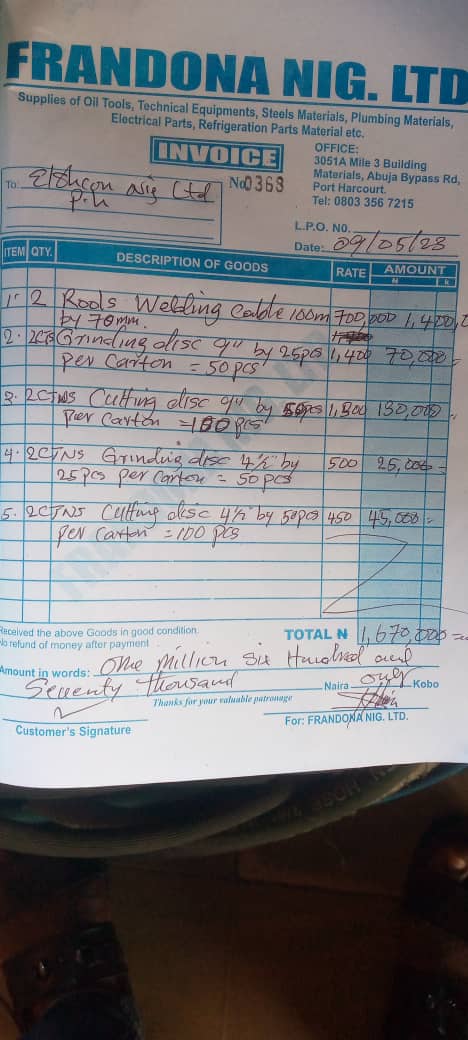 FRANDONA NIG. LTD
Supplies of Oil Tools, Technical Equipments, Steels Materials, Plumbing Materials,
Electrical Parts, Refrigeration Parts Material etc.
INVOICE
OFFICE:
3051A Mile 3 Building
Materials, Abuja Bypass Rd,
Port Harcourt.
Tel: 0803 356 7215
To: Nig Ltd
P.H
No 0369
L.P.O. NO.
Date: 09/05/23
ITEM QTY. DESCRIPTION OF GOODS RATE AMOUNT
N K
1. 2 Rools Welding Cable 100m 700,000 1,400,0
by 70mm.
2. 2CTS Grinding disc 9" by 25pcs 1,400 70,000=
per Carton = 50pcs
3. 2CTNS Cutting disc 9" by 50pcs 1,300 130,000=
per Carton = 100pcs
4. 2CTNS Grinding disc 4½" by 500 25,000=
25pcs per Carton = 50pcs
5. 2CTNS Cutting disc 4½" by 50pcs 450 45,000=
per Carton = 100 pcs
Received the above Goods in good condition.
No refund of money after payment
TOTAL N 1,670,000=
Amount in words: One Million Six Hundred and
Seventy Thousand Naira only Kobo
Thanks for your valuable patronage
Customer's Signature
For: FRANDONA NIG. LTD.